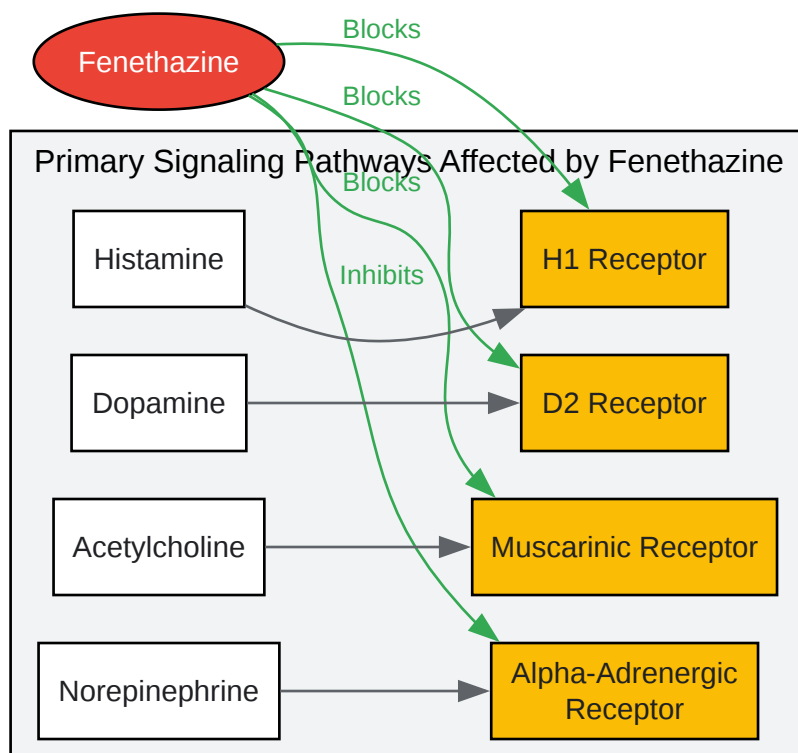 Fenethazine
Blocks
Blocks
Primary Signaling Pathways Affected by Fenethazine
Blocks
Histamine
H1 Receptor
Inhibits
Dopamine
D2 Receptor
Acetylcholine
Muscarinic Receptor
Norepinephrine
Alpha-Adrenergic
Receptor